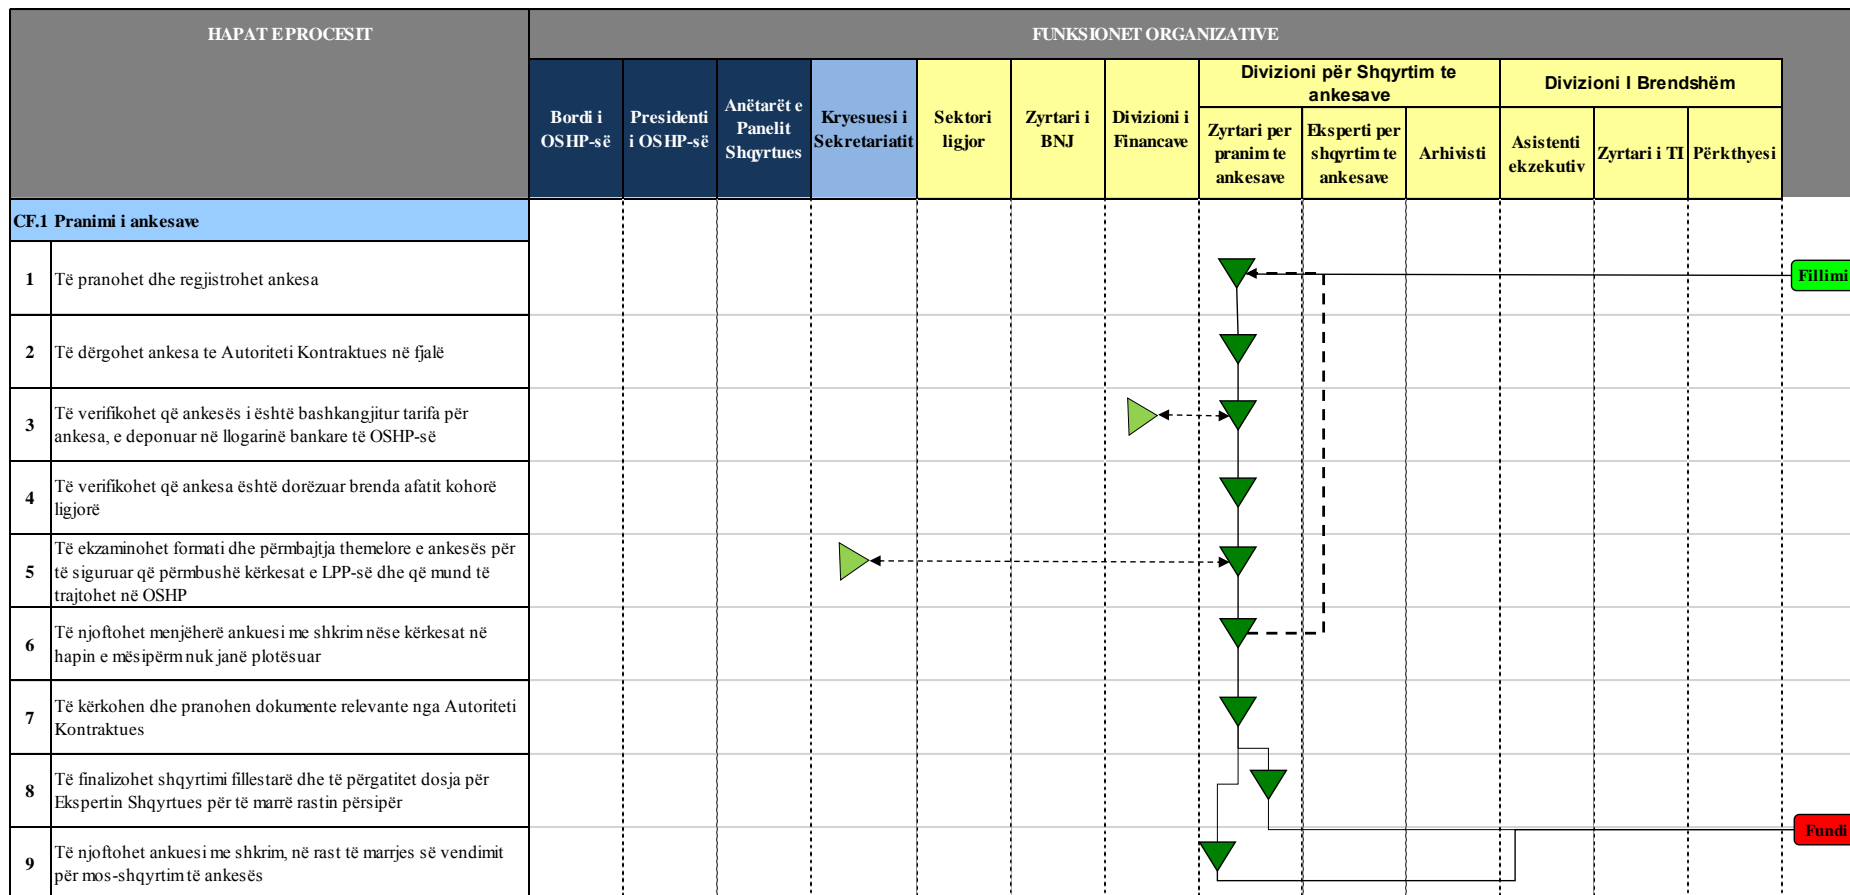 HAPAT E PROCESIT
FUNKSIONET ORGANIZATIVE
Bordi i
OSHP-së
Presidenti
i OSHP-së
Anëtarët e
Panelit
Shqyrtues
Kryesuesi i
Sekretariatit
Sektori
ligjor
Zyrtari i
BNJ
Divizioni i
Financave
Divizioni për Shqyrtim te
ankesave
Zyrtari per
pranim te
ankesave
Eksperti per
shqyrtim te
ankesave
Arhivisti
Divizioni I Brendshëm
Asistenti
ekzekutiv
Zyrtari i TI
Përkthyesi
CF.1 Pranimi i ankesave
1 Të pranohet dhe regjistrohet ankesa
Fillimi
2 Të dërgohet ankesa te Autoriteti Kontraktues në fjalë
3 Të verifikohet që ankesës i është bashkangjitur tarifa për
ankesa, e deponuar në llogarinë bankare të OSHP-së
4 Të verifikohet që ankesa është dorëzuar brenda afatit kohorë
ligjorë
5 Të ekzaminohet formati dhe përmbajtja themelore e ankesës për
të siguruar që përmbushë kërkesat e LPP-së dhe që mund të
trajtohet në OSHP
6 Të njoftohet menjëherë ankuesi me shkrim nëse kërkesat në
hapin e mësipërm nuk janë plotësuar
7 Të kërkohen dhe pranohen dokumente relevante nga Autoriteti
Kontraktues
8 Të finalizohet shqyrtimi fillestarë dhe të përgatitet dosja për
Ekspertin Shqyrtues për të marrë rastin përsipër
Fundi
9 Të njoftohet ankuesi me shkrim, në rast të marrjes së vendimit
për mos-shqyrtim të ankesës